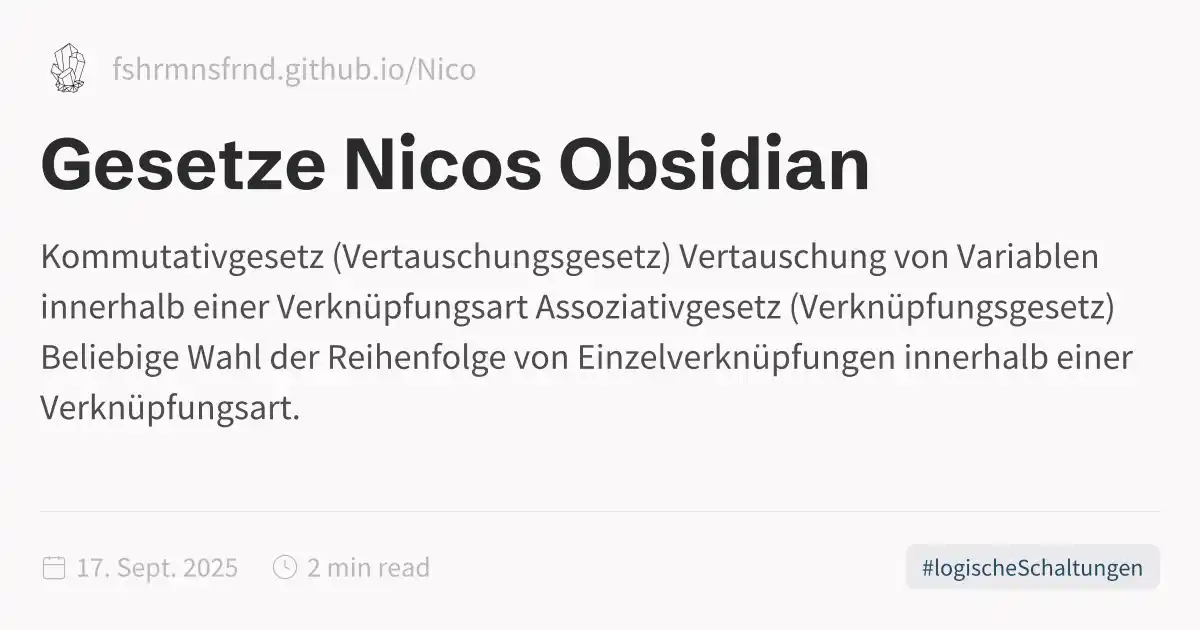 fshrmnsfrnd.github.io/Nico
Gesetze Nicos Obsidian
Kommutativgesetz (Vertauschungsgesetz) Vertauschung von Variablen
innerhalb einer Verknüpfungsart Assoziativgesetz (Verknüpfungsgesetz)
Beliebige Wahl der Reihenfolge von Einzelverknüpfungen innerhalb einer
Verknüpfungsart.
17. Sept. 2025 2 min read #logischeSchaltungen